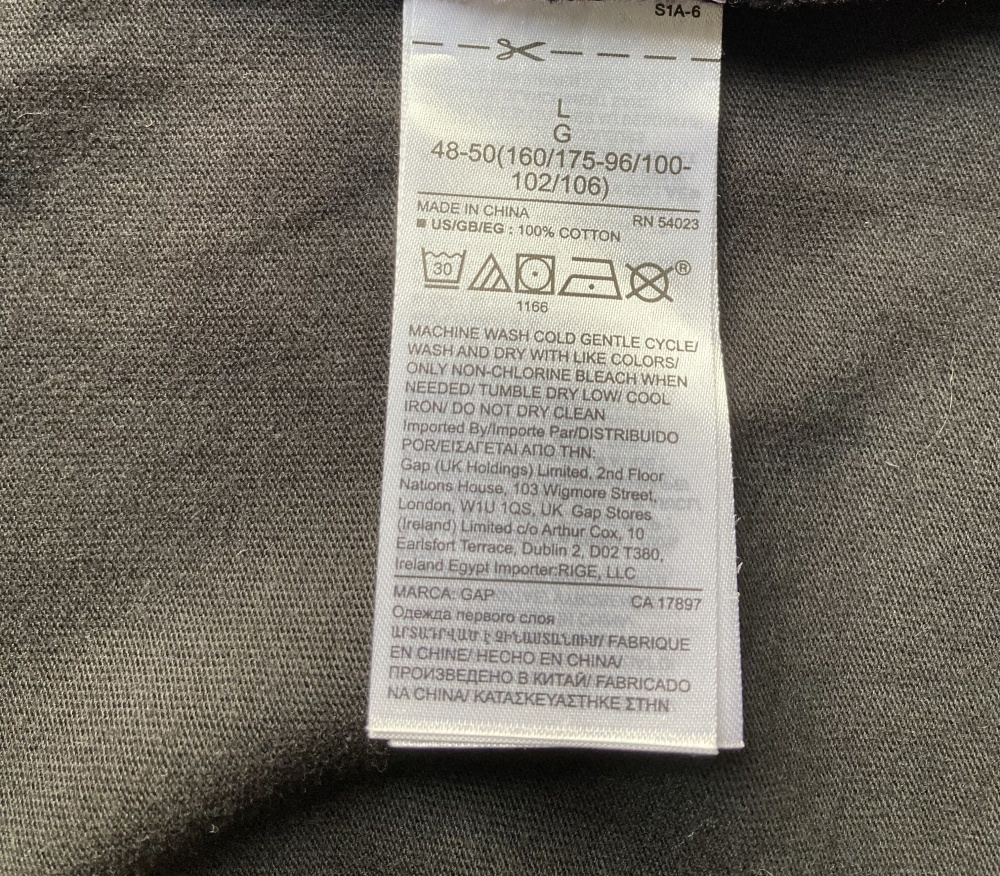 S1A-6
L
G
48-50(160/175-96/100-
102/106)
MADE IN CHINA RN 54023
■ US/GB/EG : 100% COTTON
30 ®
1166
MACHINE WASH COLD GENTLE CYCLE/
WASH AND DRY WITH LIKE COLORS/
ONLY NON-CHLORINE BLEACH WHEN
NEEDED/ TUMBLE DRY LOW/ COOL
IRON/ DO NOT DRY CLEAN
Imported By/Importe Par/DISTRIBUIDO
POR/ΕΙΣΑΓΕΤΑΙ ΑΠΟ ΤΗΝ:
Gap (UK Holdings) Limited, 2nd Floor
Nations House, 103 Wigmore Street,
London, W1U 1QS, UK Gap Stores
(Ireland) Limited c/o Arthur Cox, 10
Earlsfort Terrace, Dublin 2, D02 T380,
Ireland Egypt Importer:RIGE, LLC
MARCA: GAP CA 17897
Одежда первого слоя
ԱՐՏԱԴՐՎԱԾ Է ՉԻՆԱՍՏԱՆՈՒՄ/ FABRIQUE
EN CHINE/ HECHO EN CHINA/
ПРОИЗВЕДЕНО В КИТАЙ/ FABRICADO
NA CHINA/ ΚΑΤΑΣΚΕΥΑΣΤΗΚΕ ΣΤΗΝ